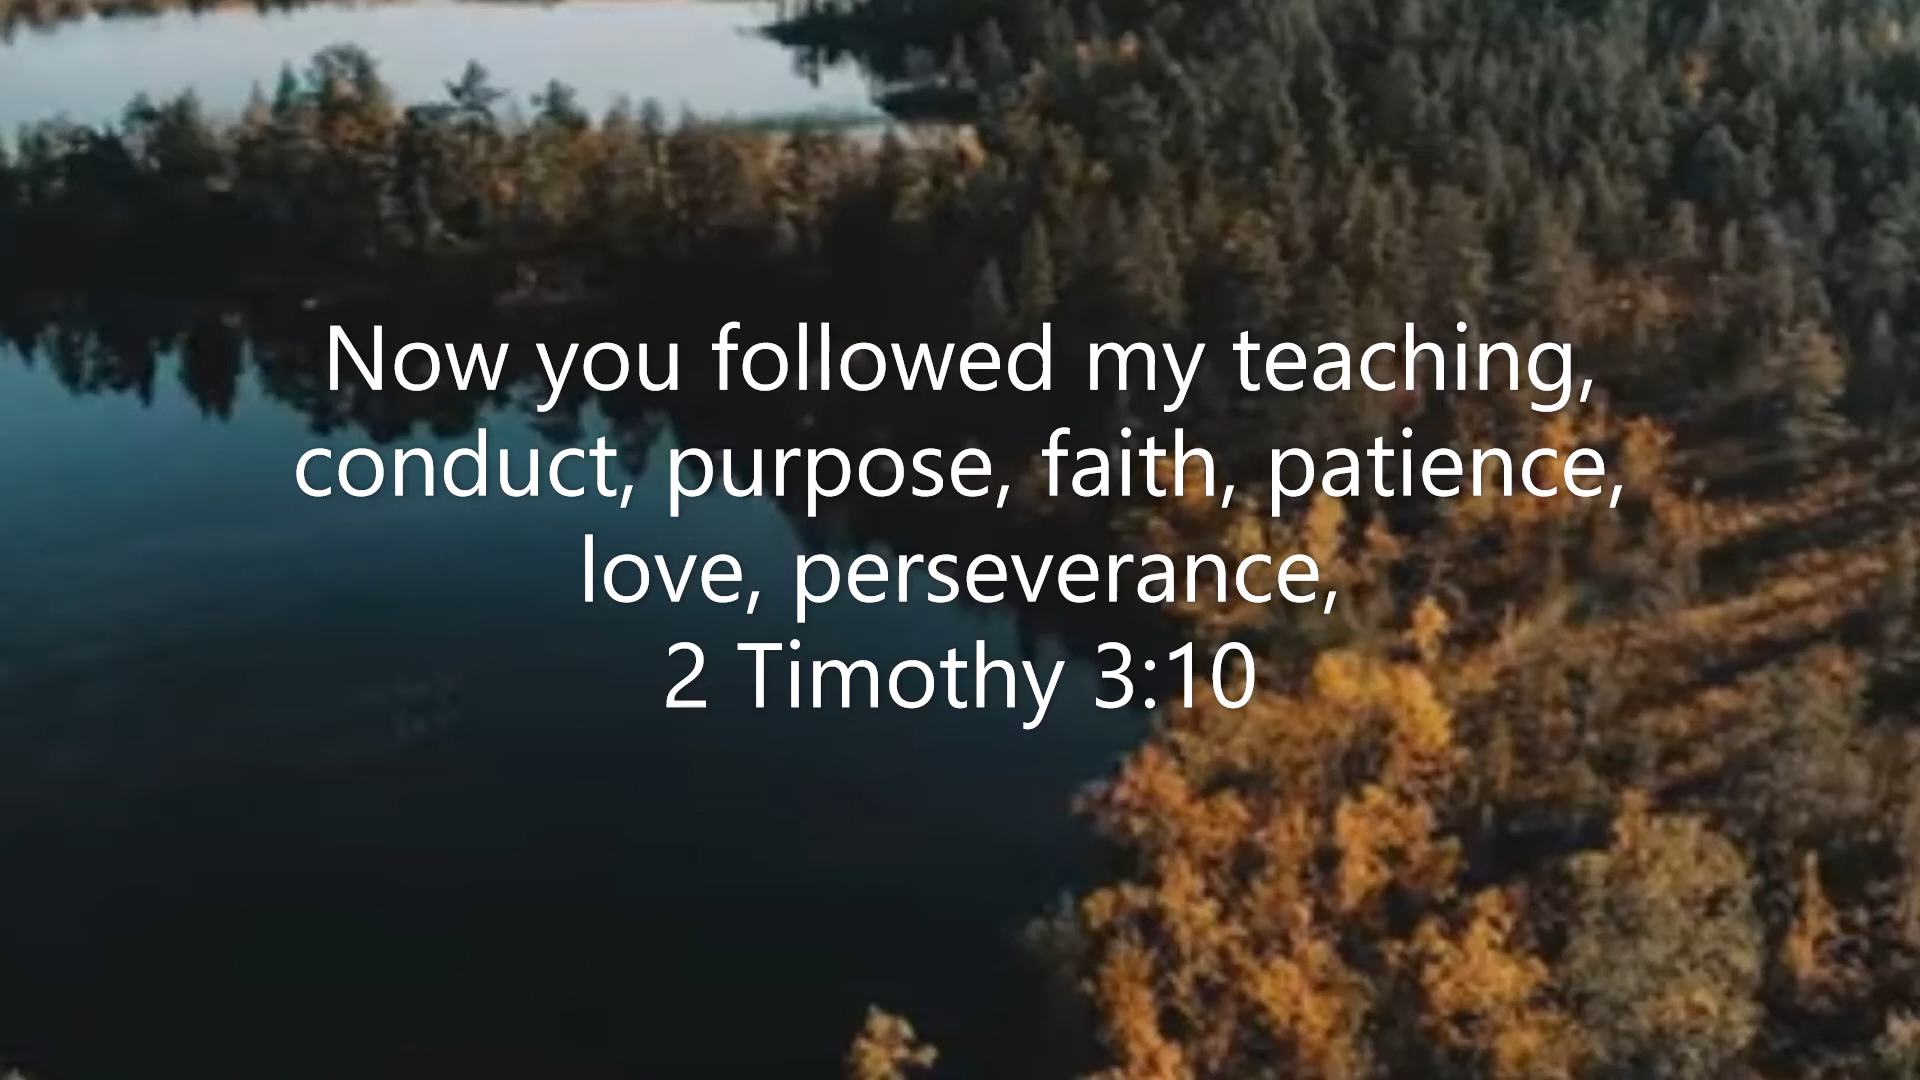 Now you followed my teaching,
conduct, purpose, faith, patience,
love, perseverance,
2 Timothy 3:10